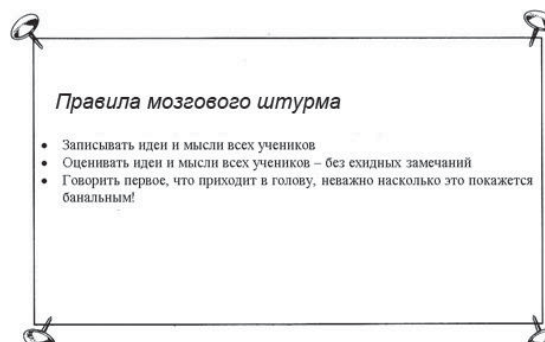 Правила мозгового штурма
• Записывать идеи и мысли всех учеников
• Оценивать идеи и мысли всех учеников – без ехидных замечаний
• Говорить первое, что приходит в голову, неважно насколько это покажется
банальным!